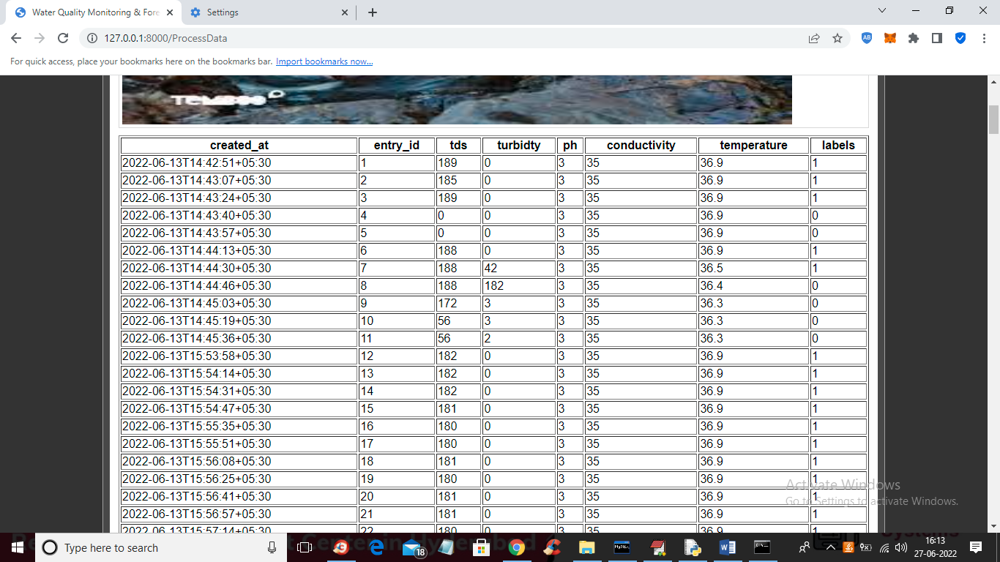 Water Quality Monitoring & Fore
Settings
127.0.0.1:8000/ProcessData
For quick access, place your bookmarks here on the bookmarks bar. Import bookmarks now...
created_at entry_id tds turbidty ph conductivity temperature labels
2022-06-13T14:42:51+05:30 1 189 0 3 35 36.9 1
2022-06-13T14:43:07+05:30 2 185 0 3 35 36.9 1
2022-06-13T14:43:24+05:30 3 189 0 3 35 36.9 1
2022-06-13T14:43:40+05:30 4 0 0 3 35 36.9 0
2022-06-13T14:43:57+05:30 5 0 0 3 35 36.9 0
2022-06-13T14:44:13+05:30 6 188 0 3 35 36.9 1
2022-06-13T14:44:30+05:30 7 188 42 3 35 36.5 1
2022-06-13T14:44:46+05:30 8 188 182 3 35 36.4 0
2022-06-13T14:45:03+05:30 9 172 3 3 35 36.3 0
2022-06-13T14:45:19+05:30 10 56 3 3 35 36.3 0
2022-06-13T14:45:36+05:30 11 56 2 3 35 36.3 0
2022-06-13T15:53:58+05:30 12 182 0 3 35 36.9 1
2022-06-13T15:54:14+05:30 13 182 0 3 35 36.9 1
2022-06-13T15:54:31+05:30 14 182 0 3 35 36.9 1
2022-06-13T15:54:47+05:30 15 181 0 3 35 36.9 1
2022-06-13T15:55:35+05:30 16 180 0 3 35 36.9 1
2022-06-13T15:55:51+05:30 17 180 0 3 35 36.9 1
2022-06-13T15:56:08+05:30 18 181 0 3 35 36.9 1
2022-06-13T15:56:25+05:30 19 180 0 3 35 36.9 1
2022-06-13T15:56:41+05:30 20 181 0 3 35 36.9 1
2022-06-13T15:56:57+05:30 21 181 0 3 35 36.9 1
2022-06-13T15:57:14+05:30 22 180 0 3 35 36.9 1
Activate Windows
Go to Settings to activate Windows.
Type here to search
18
MySQL
16:13
27-06-2022